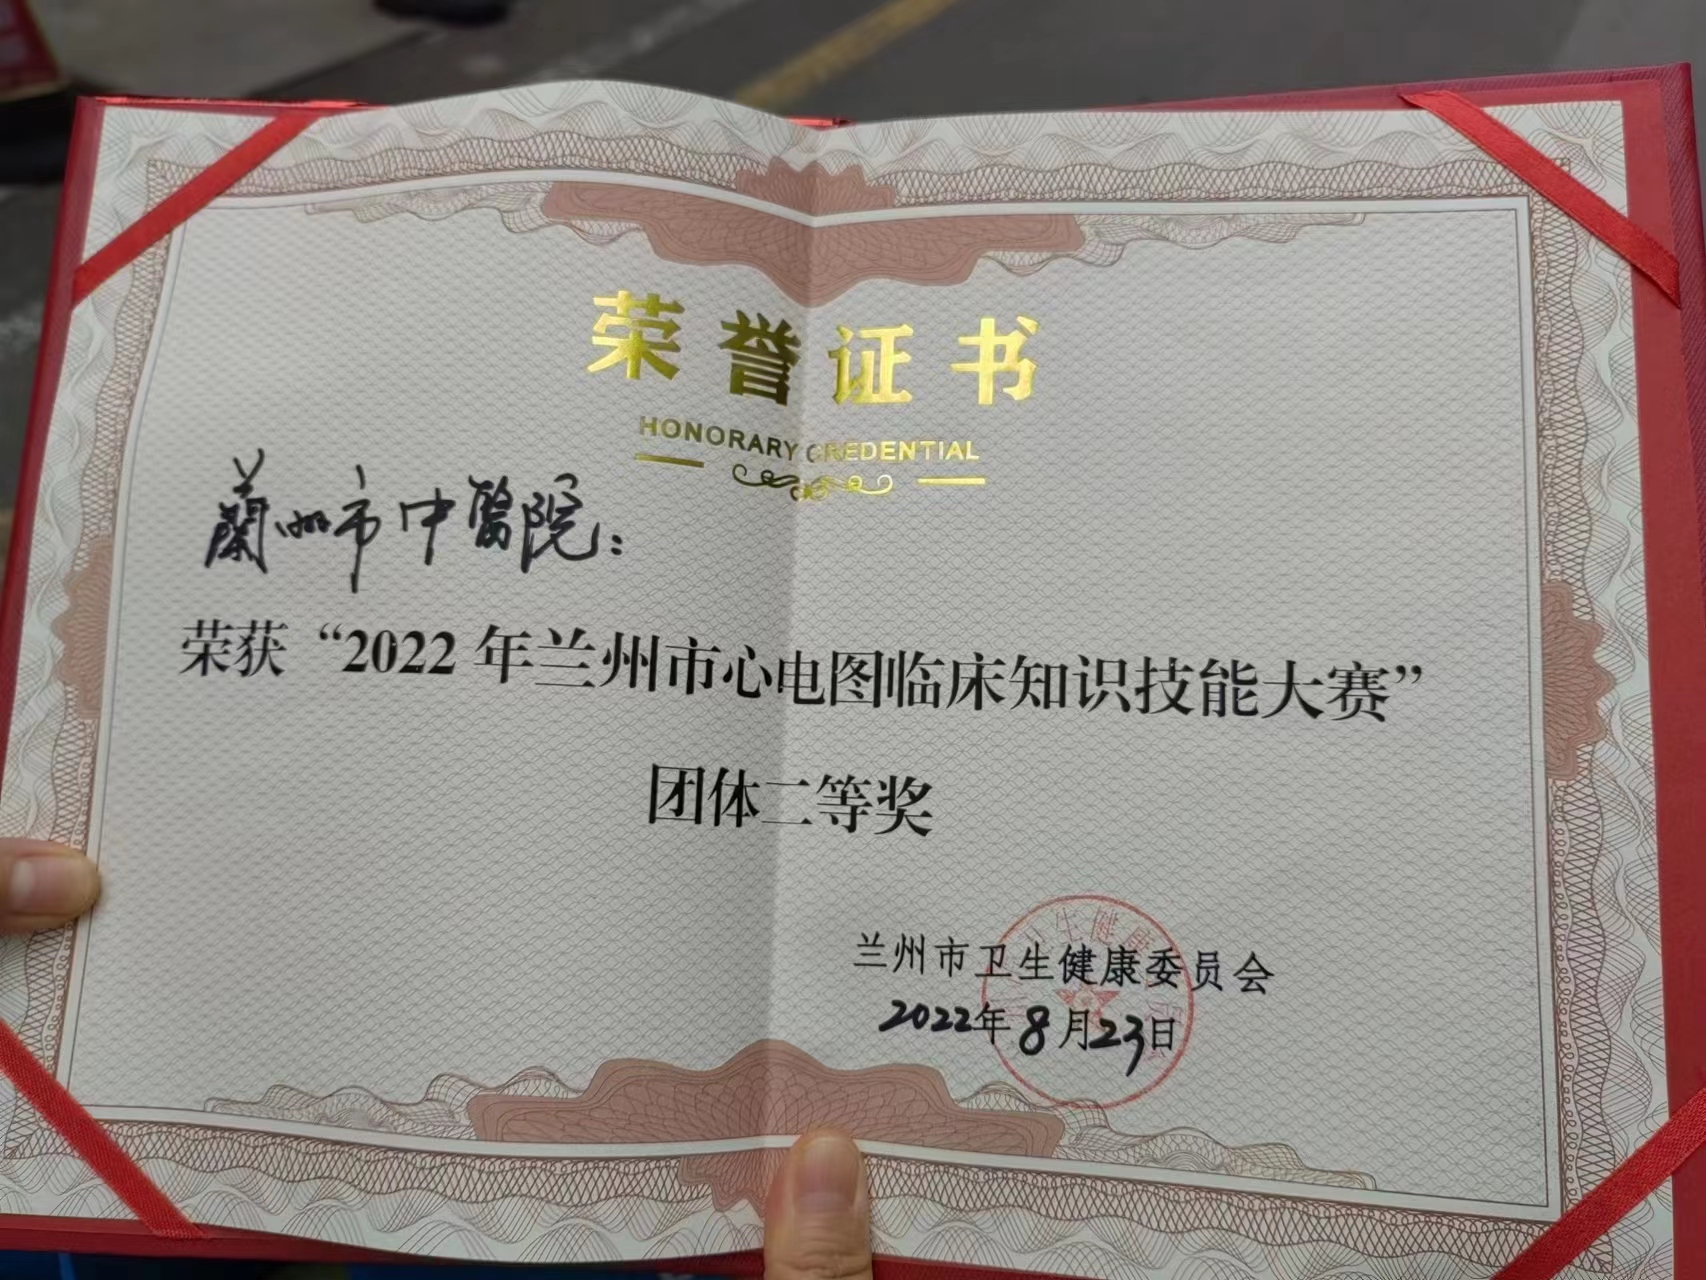 荣誉证书
HONORARY CREDENTIAL
蘭州市中醫院：
荣获“2022年兰州市心电图临床知识技能大赛”
团体二等奖
兰州市卫生健康委员会
2022年8月23日